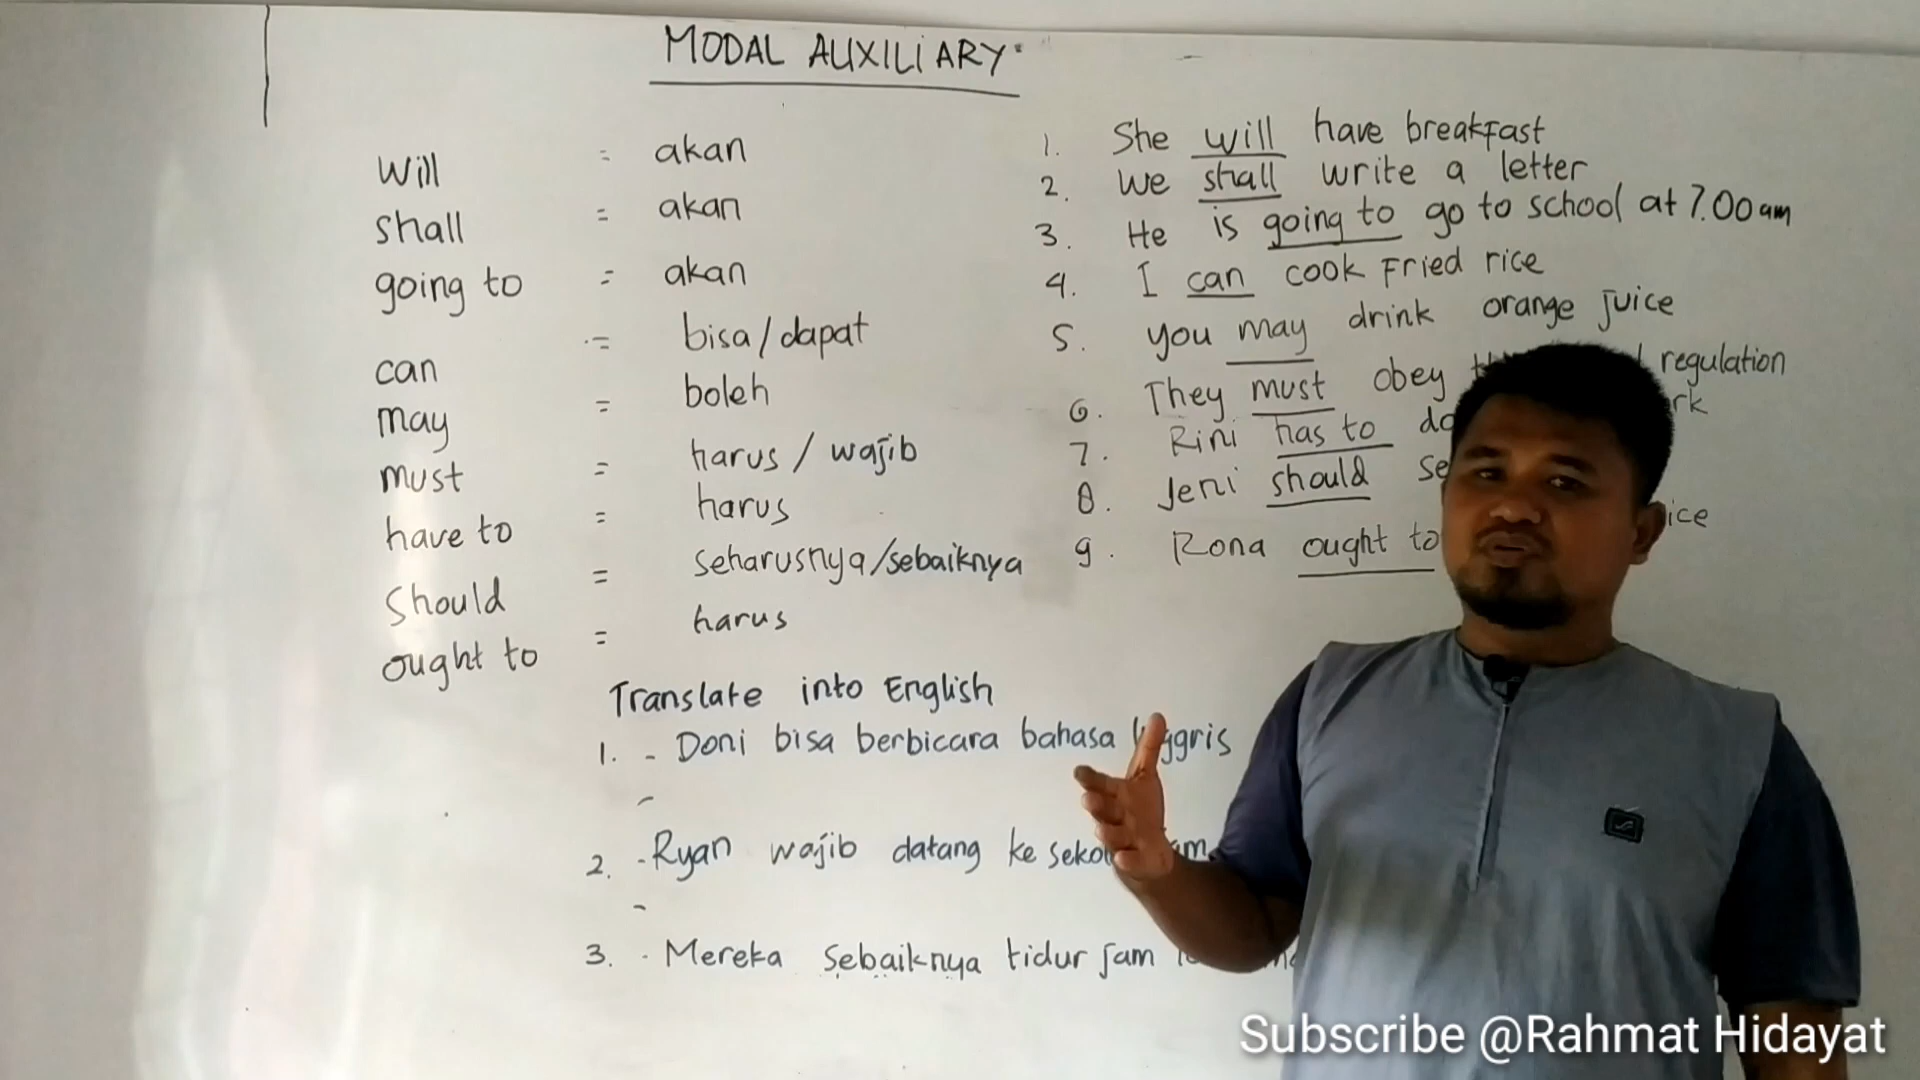 MODAL AUXILIARY
will = akan
shall = akan
going to = akan
can = bisa/dapat
may = boleh
must = harus / wajib
have to = harus
should = seharusnya/sebaiknya
ought to = harus
1. She will have breakfast
2. We shall write a letter
3. He is going to go to school at 7.00 am
4. I can cook Fried rice
5. you may drink orange juice
6. They must obey regulation
7. Rini has to
8. Jeni should
9. Rona ought to
Translate into English
1. - Doni bisa berbicara bahasa Inggris
-
2. - Ryan wajib datang ke
-
3. - Mereka sebaiknya tidur jam
Subscribe @Rahmat Hidayat